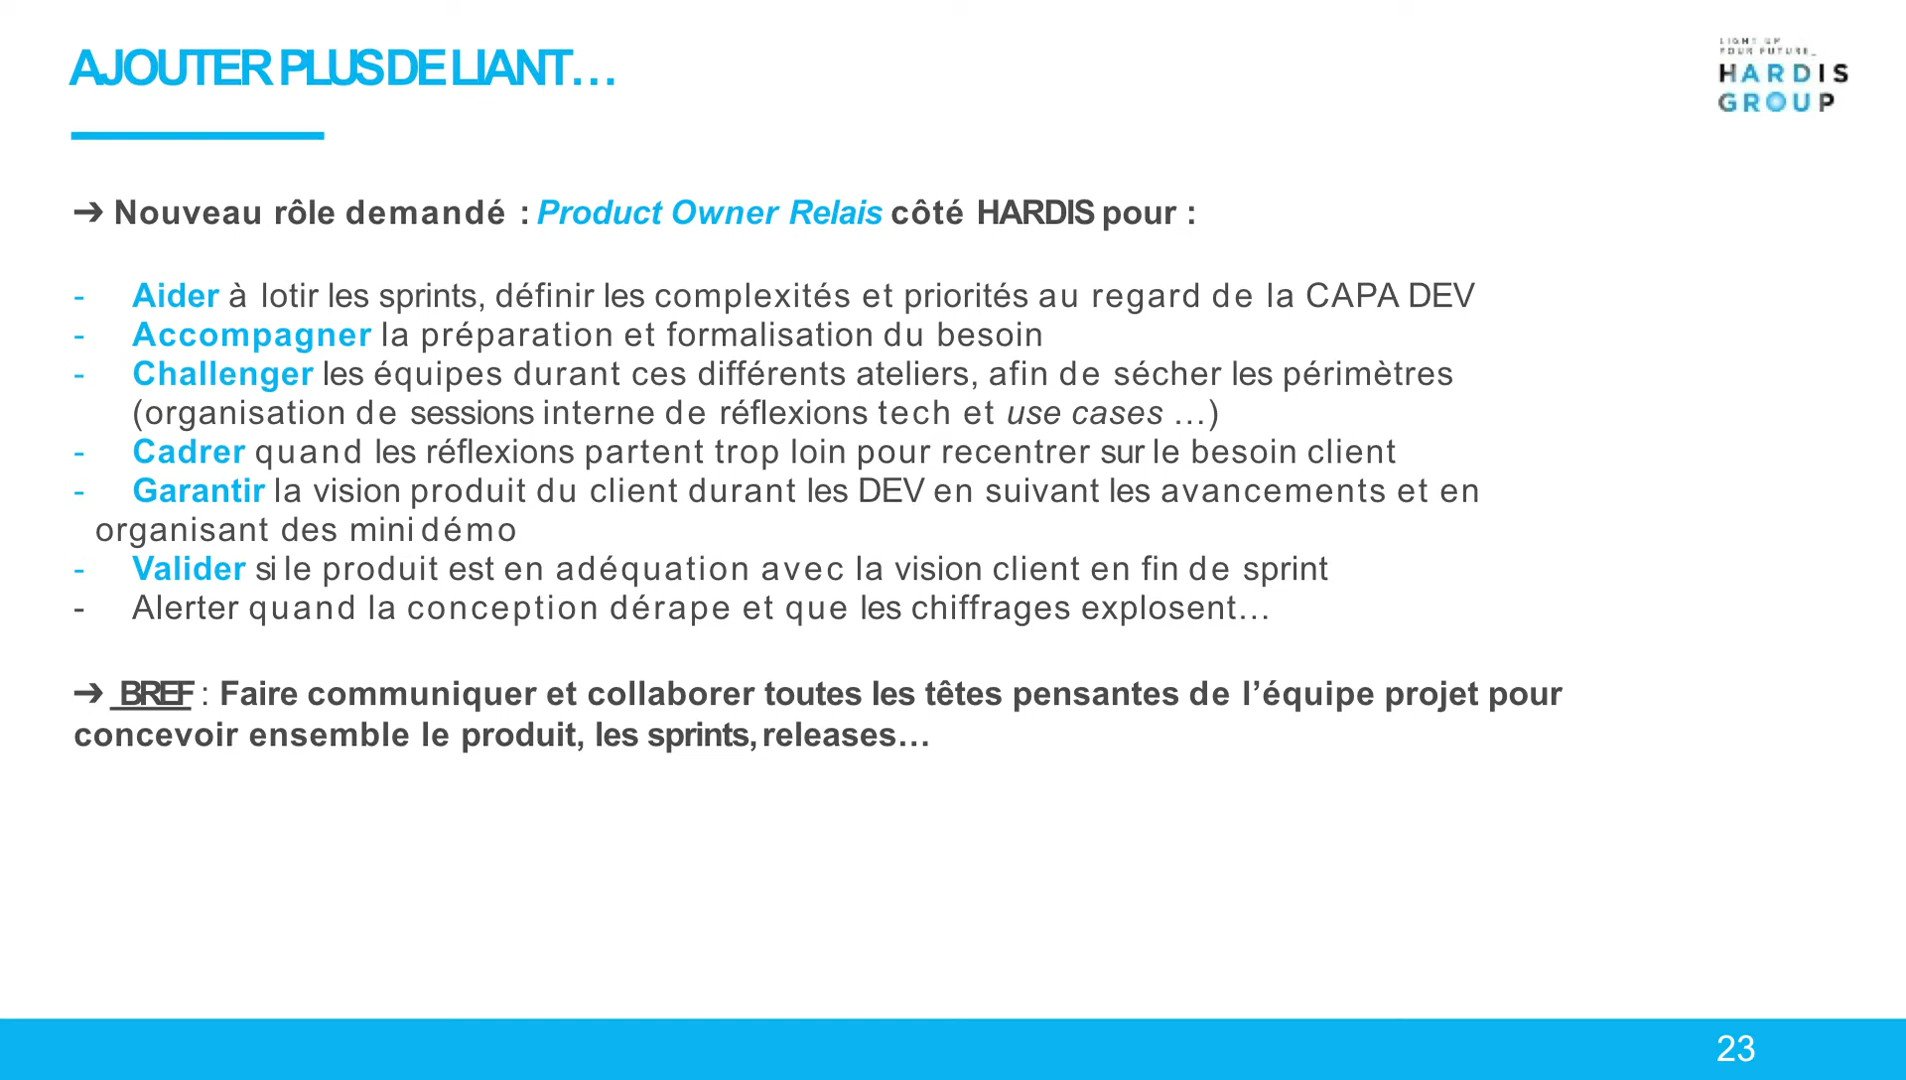 AJOUTER PLUS DE LIANT…
LIGHT UP
YOUR FUTURE_
HARDIS
GROUP
➔ Nouveau rôle demandé : Product Owner Relais côté HARDIS pour :
- Aider à lotir les sprints, définir les complexités et priorités au regard de la CAPA DEV
- Accompagner la préparation et formalisation du besoin
- Challenger les équipes durant ces différents ateliers, afin de sécher les périmètres
(organisation de sessions interne de réflexions tech et use cases …)
- Cadrer quand les réflexions partent trop loin pour recentrer sur le besoin client
- Garantir la vision produit du client durant les DEV en suivant les avancements et en
organisant des mini démo
- Valider si le produit est en adéquation avec la vision client en fin de sprint
- Alerter quand la conception dérape et que les chiffrages explosent…
➔ BREF : Faire communiquer et collaborer toutes les têtes pensantes de l’équipe projet pour
concevoir ensemble le produit, les sprints, releases…
23